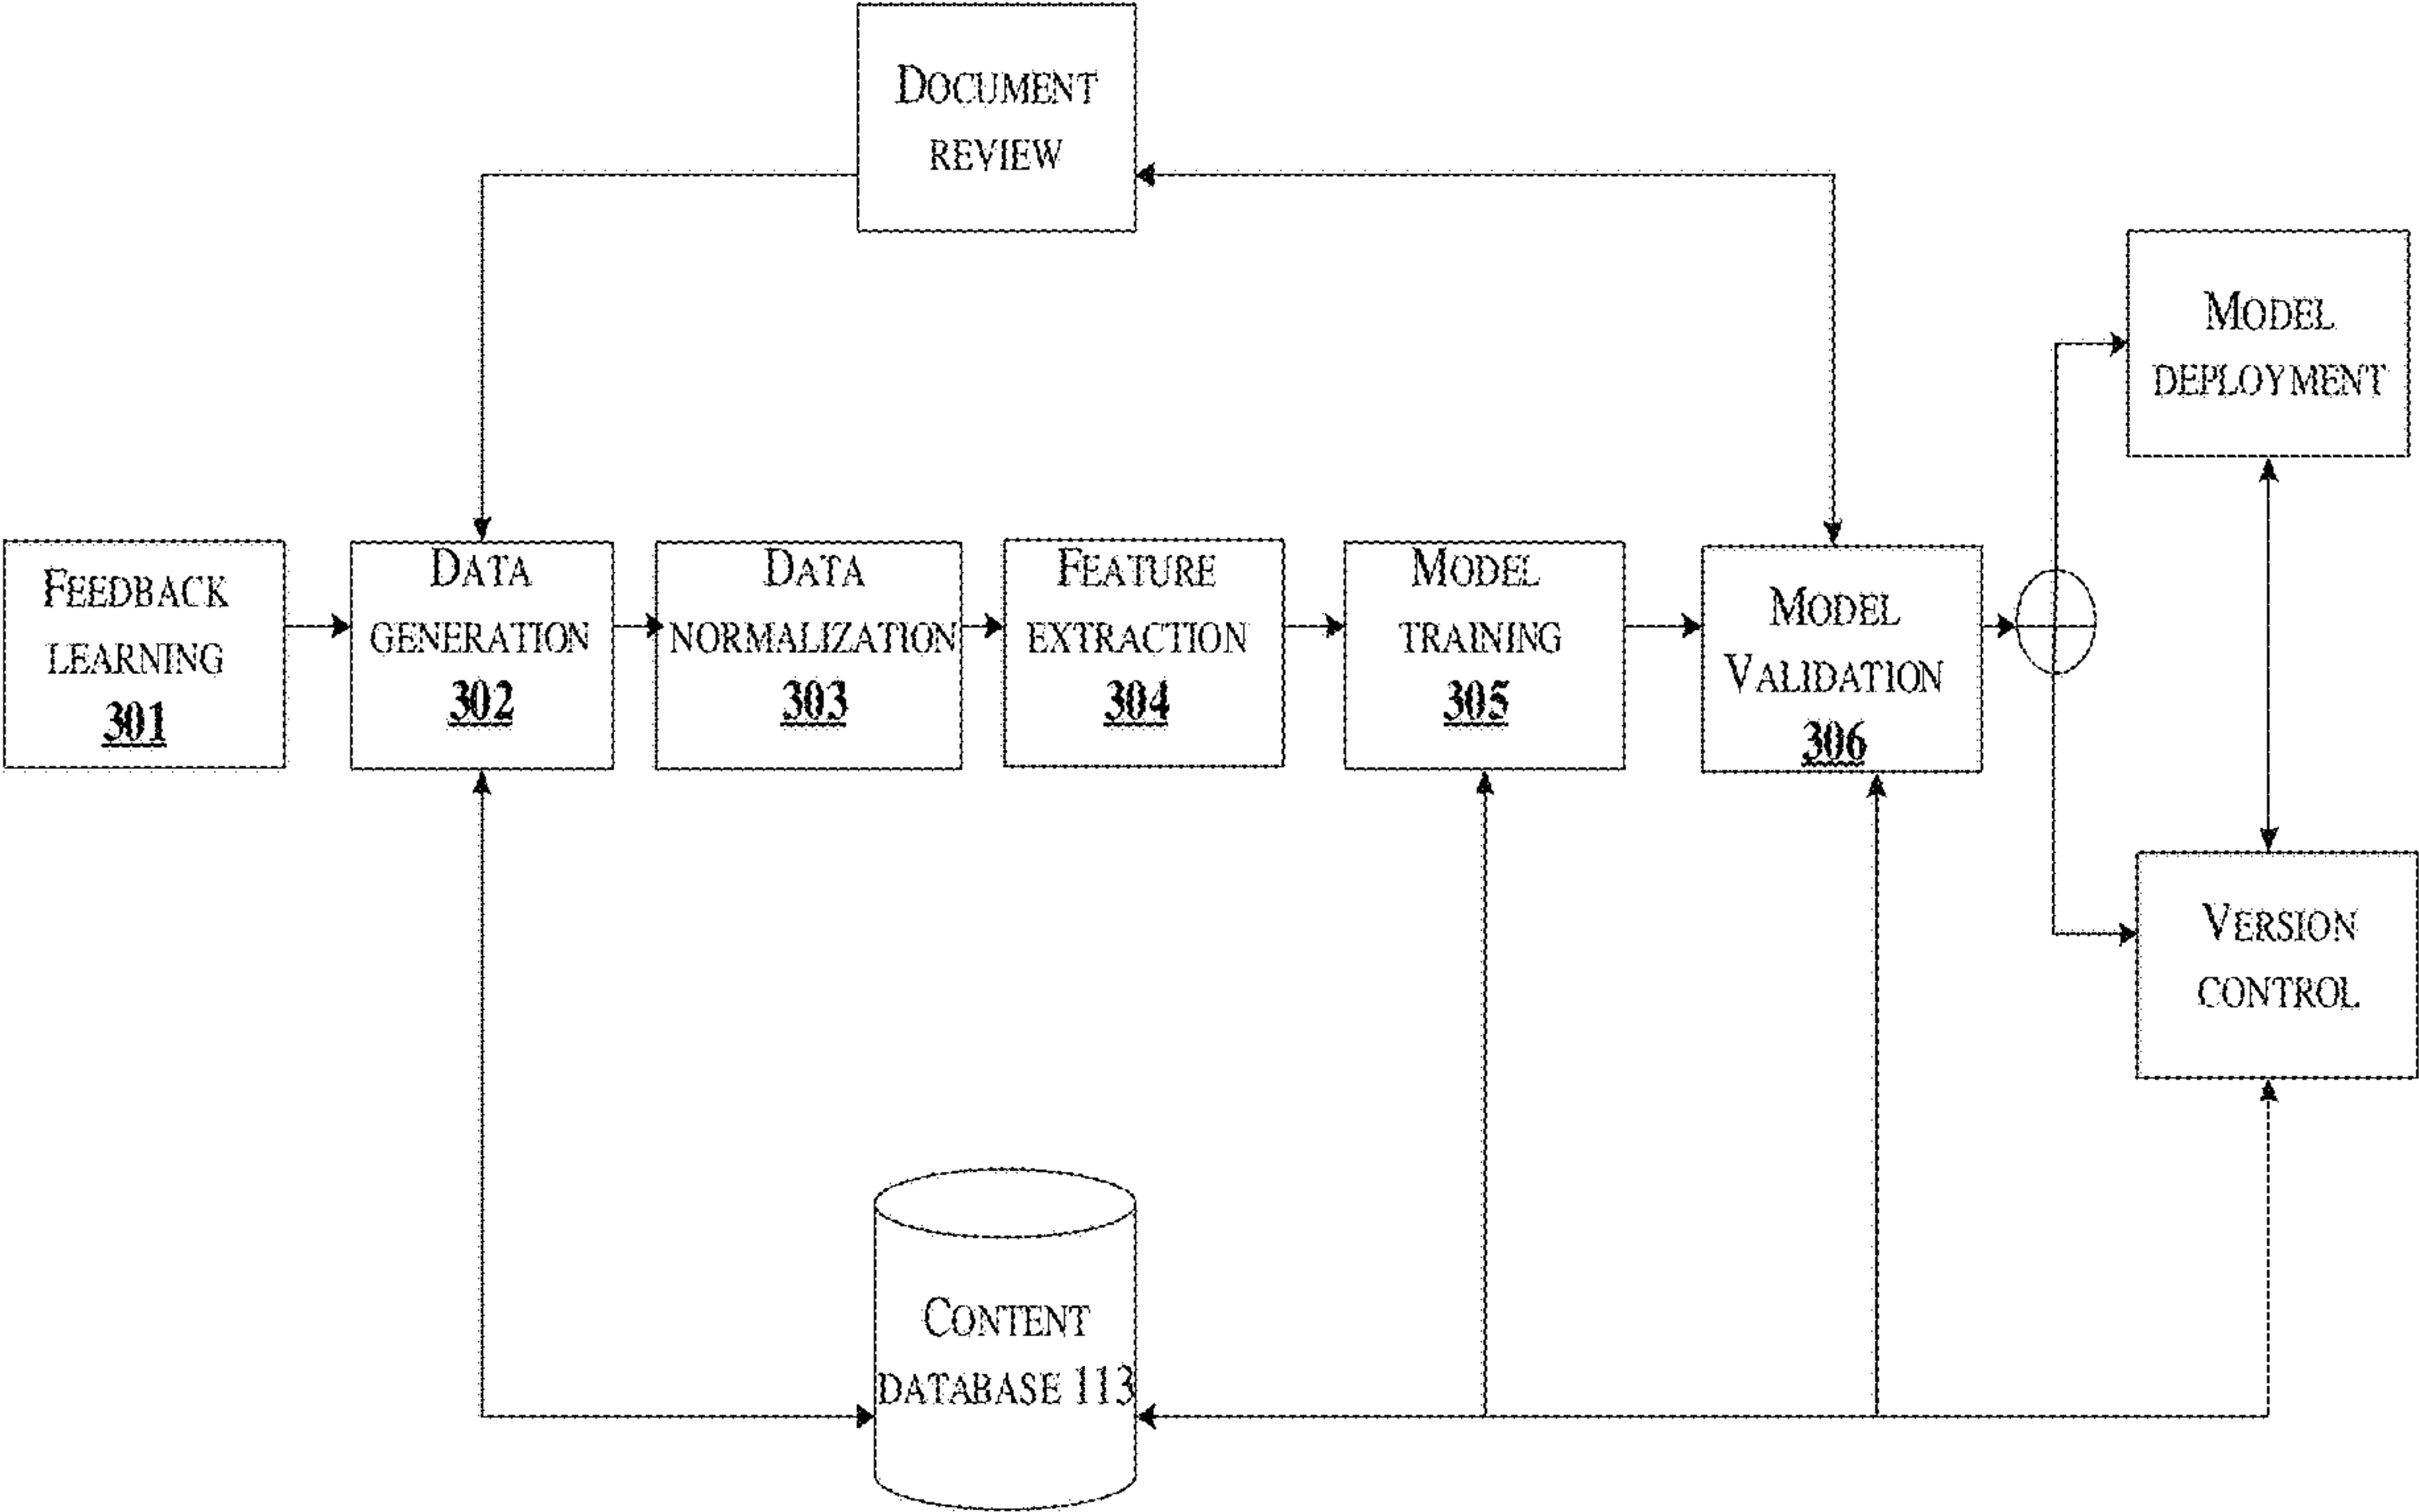 DOCUMENT
REVIEW
MODEL
DEPLOYMENT
FEEDBACK
LEARNING
301
DATA
GENERATION
302
DATA
NORMALIZATION
303
FEATURE
EXTRACTION
304
MODEL
TRAINING
305
MODEL
VALIDATION
306
VERSION
CONTROL
CONTENT
DATABASE 113